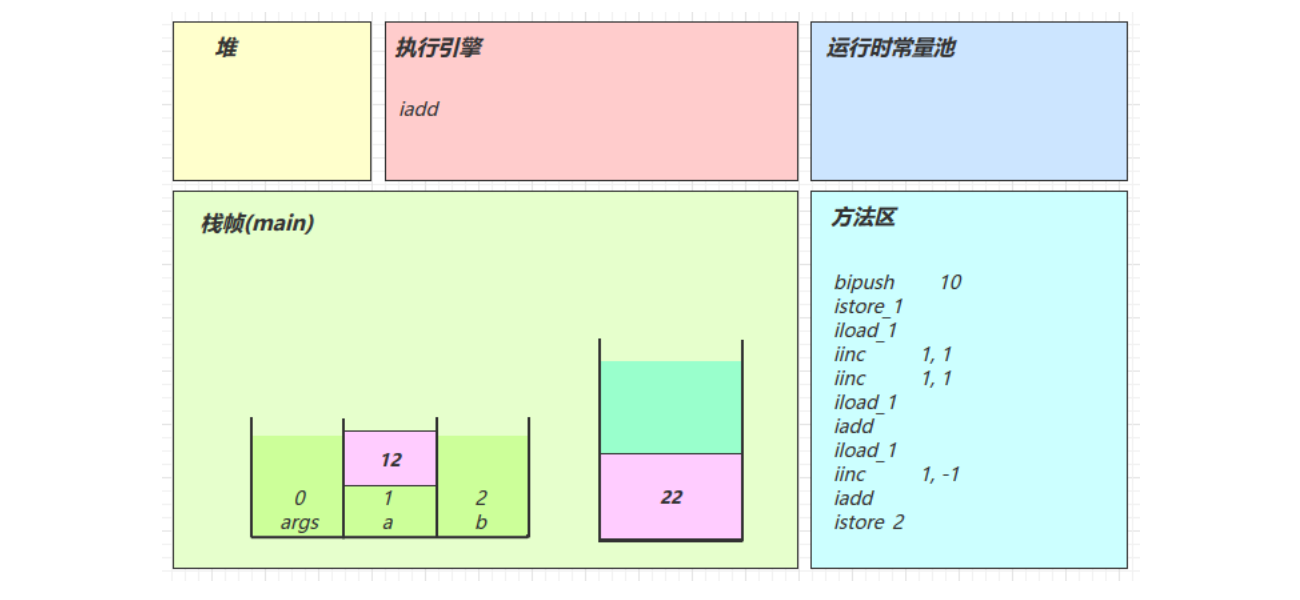 堆
执行引擎
iadd
运行时常量池
栈帧(main)
12
0 1 2
args a b
22
方法区
bipush 10
istore_1
iload_1
iinc 1, 1
iinc 1, 1
iload_1
iadd
iload_1
iinc 1, -1
iadd
istore 2